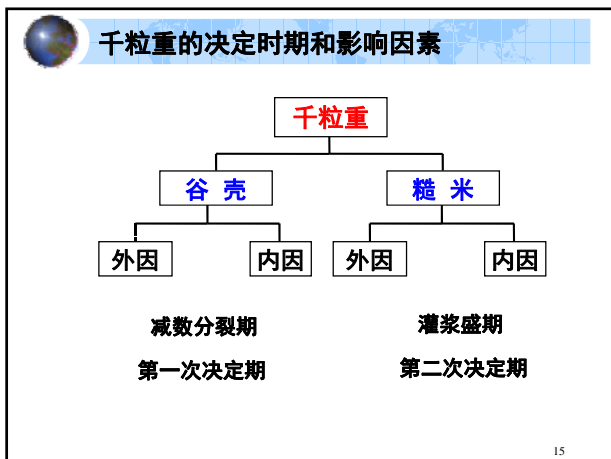 千粒重的决定时期和影响因素
千粒重
谷 壳 糙 米
外因 内因 外因 内因
减数分裂期 灌浆盛期
第一次决定期 第二次决定期
15